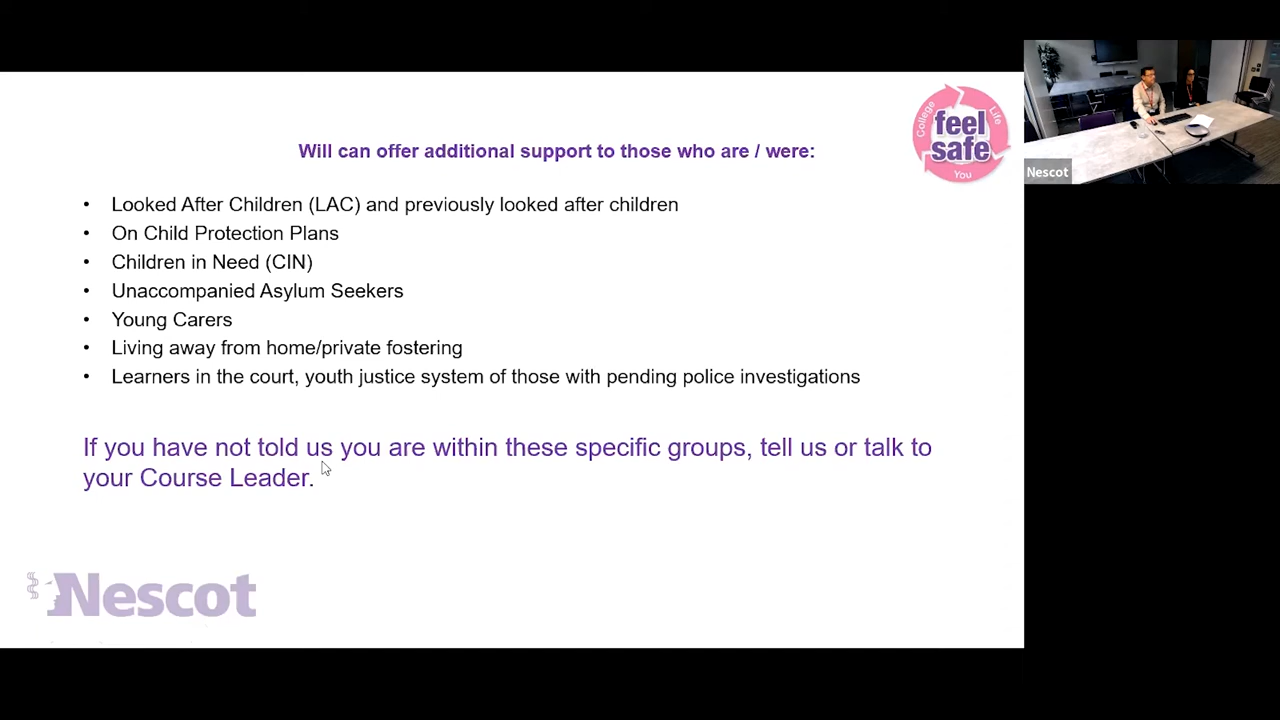 Will can offer additional support to those who are / were:
• Looked After Children (LAC) and previously looked after children
• On Child Protection Plans
• Children in Need (CIN)
• Unaccompanied Asylum Seekers
• Young Carers
• Living away from home/private fostering
• Learners in the court, youth justice system of those with pending police investigations
If you have not told us you are within these specific groups, tell us or talk to
your Course Leader.
College
Life
feel
safe
You
Nescot
Nescot